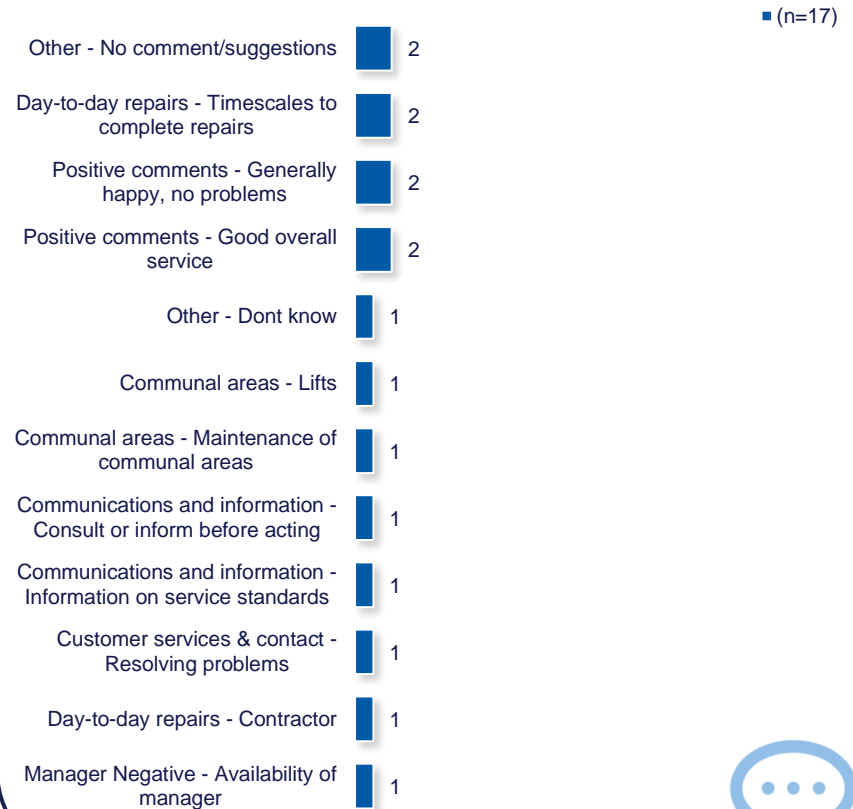 (n=17)
Other - No comment/suggestions 2
Day-to-day repairs - Timescales to
complete repairs 2
Positive comments - Generally
happy, no problems 2
Positive comments - Good overall
service 2
Other - Dont know 1
Communal areas - Lifts 1
Communal areas - Maintenance of
communal areas 1
Communications and information -
Consult or inform before acting 1
Communications and information -
Information on service standards 1
Customer services & contact -
Resolving problems 1
Day-to-day repairs - Contractor 1
Manager Negative - Availability of
manager 1